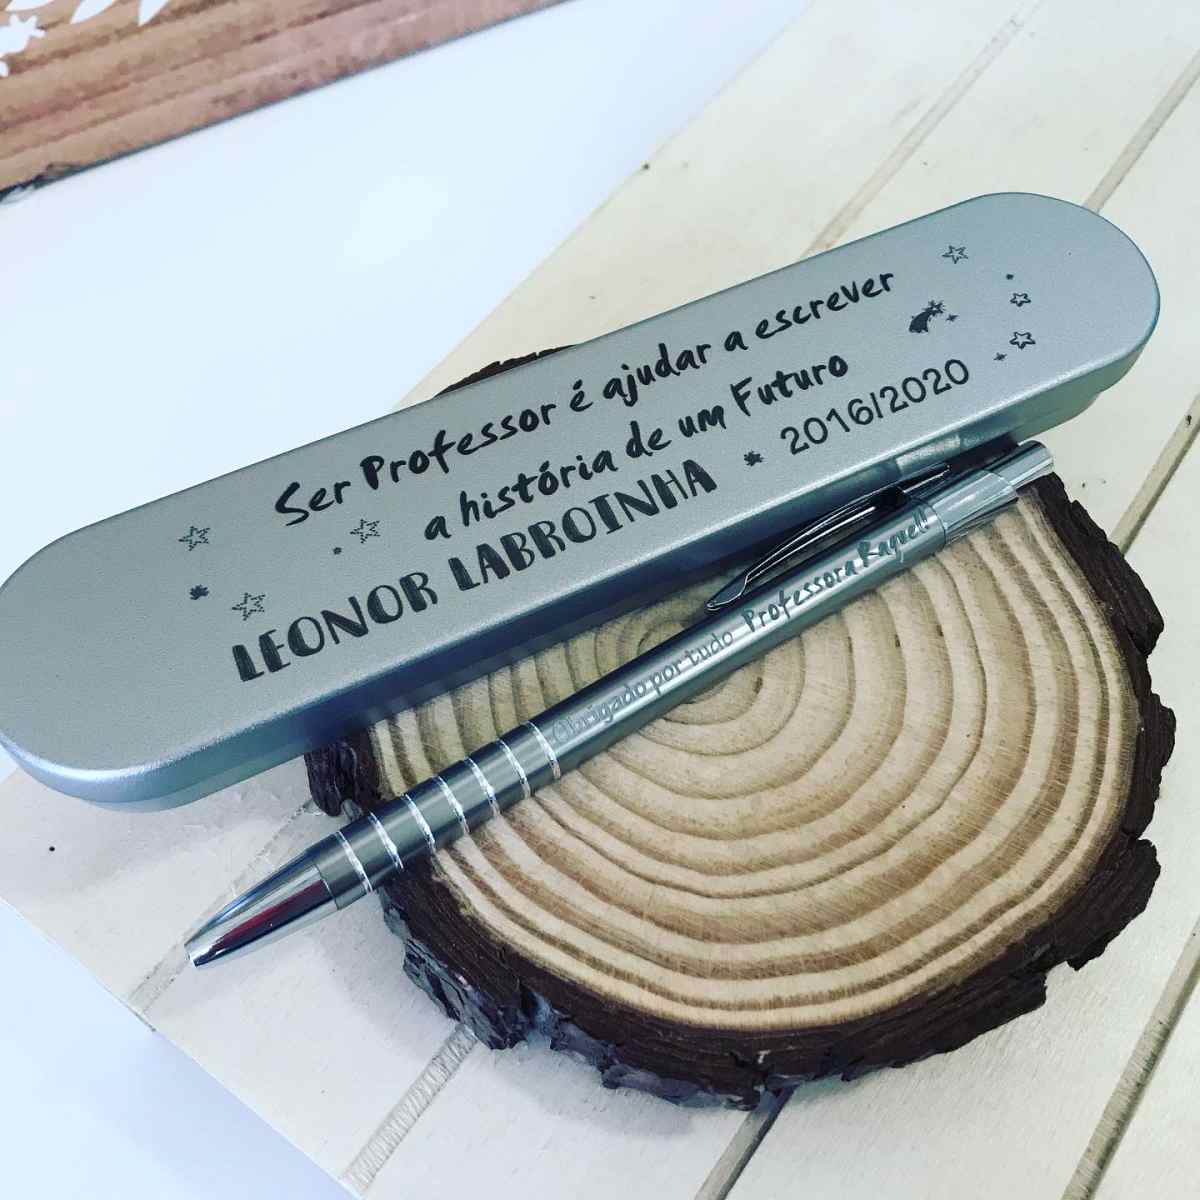 Ser Professor é ajudar a escrever
a história de um Futuro
LEONOR LABROINHA * 2016/2020
Obrigado por tudo Professora Raquel!